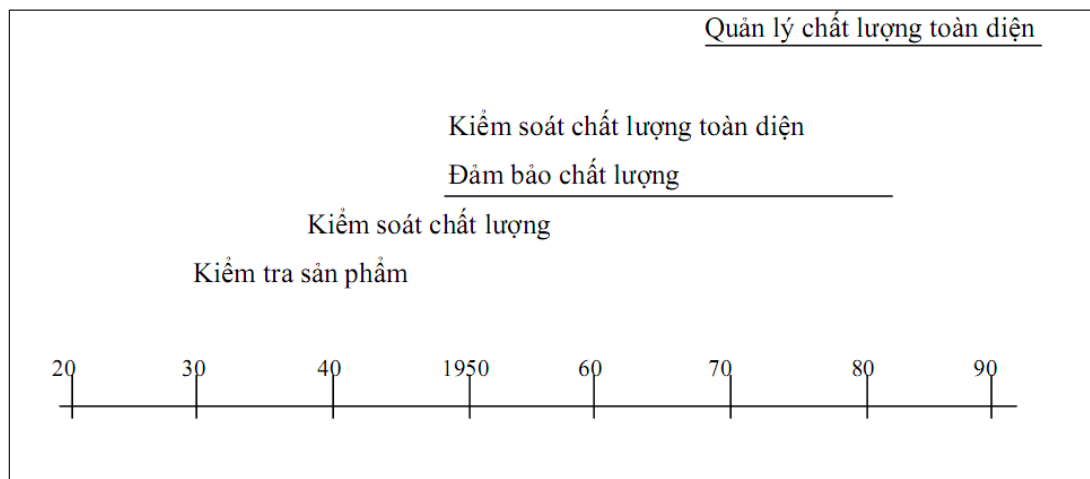 Quản lý chất lượng toàn diện
Kiểm soát chất lượng toàn diện
Đảm bảo chất lượng
Kiểm soát chất lượng
Kiểm tra sản phẩm
20 30 40 1950 60 70 80 90